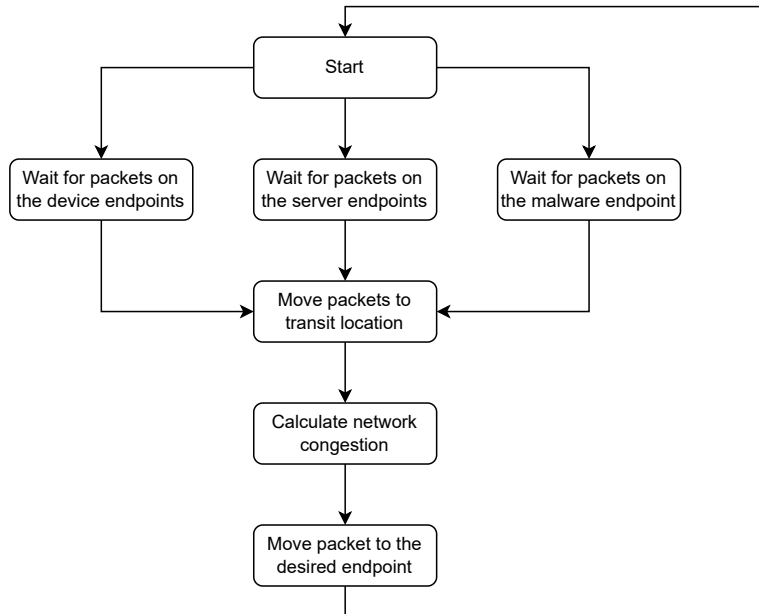 Start
Wait for packets on
the device endpoints
Wait for packets on
the server endpoints
Wait for packets on
the malware endpoint
Move packets to
transit location
Calculate network
congestion
Move packet to the
desired endpoint